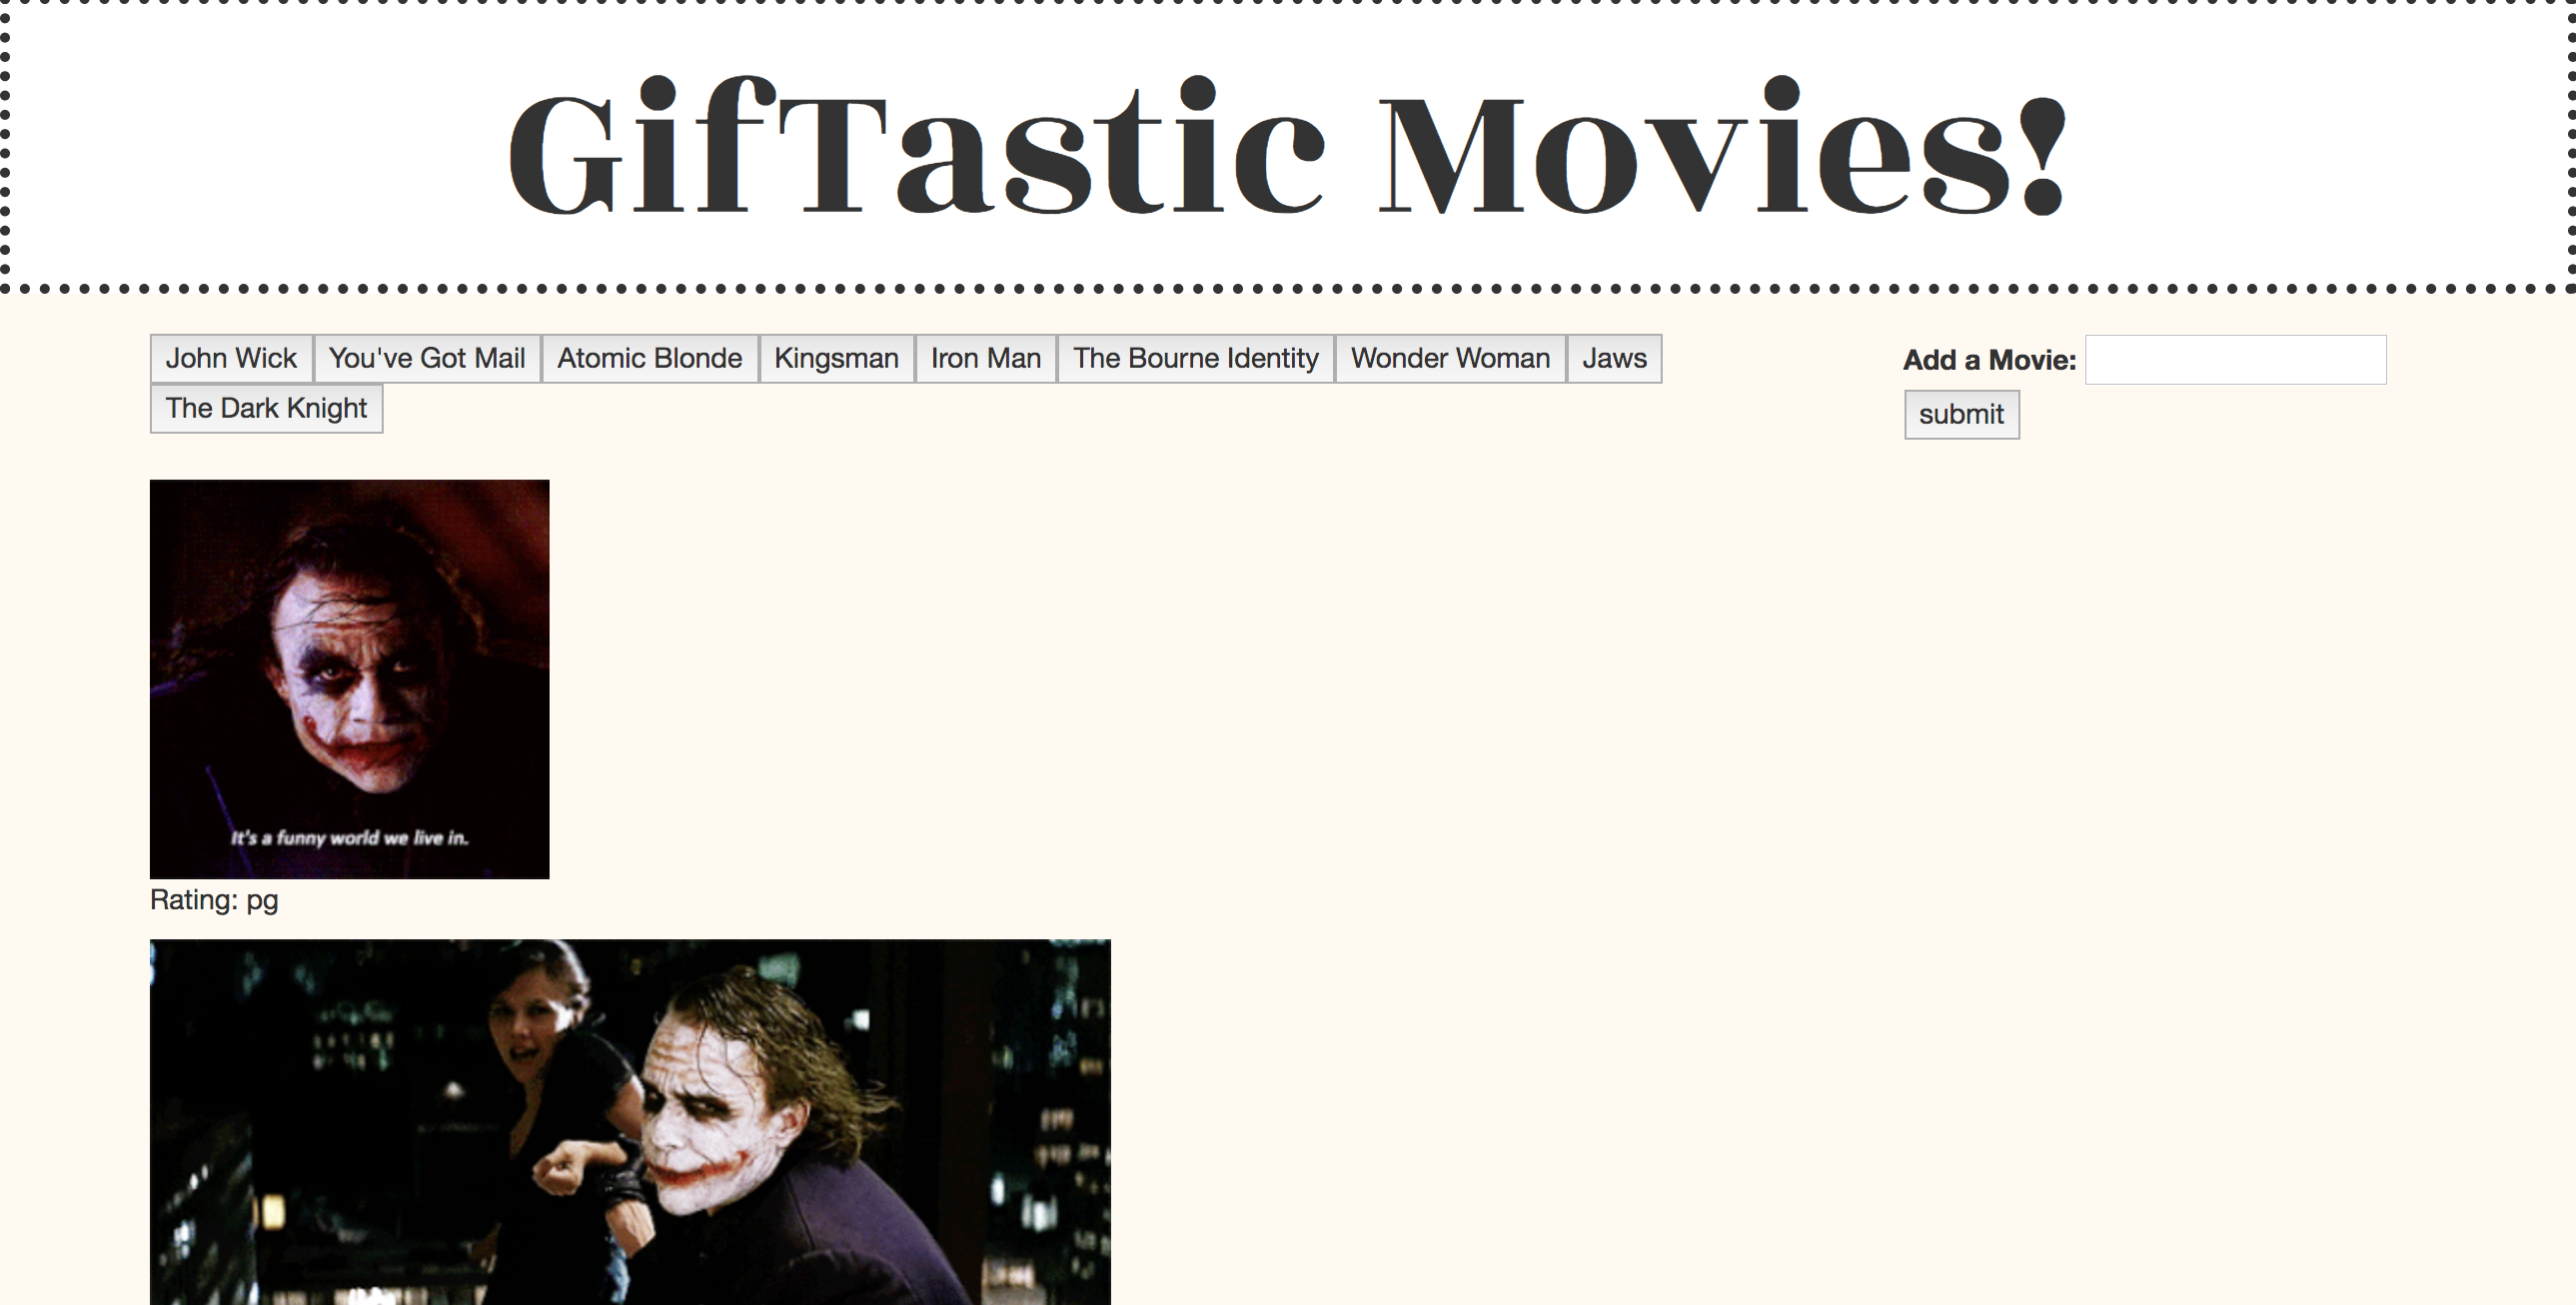 GifTastic Movies!
John Wick You've Got Mail Atomic Blonde Kingsman Iron Man The Bourne Identity Wonder Woman Jaws
The Dark Knight
Add a Movie:
submit
It's a funny world we live in.
Rating: pg